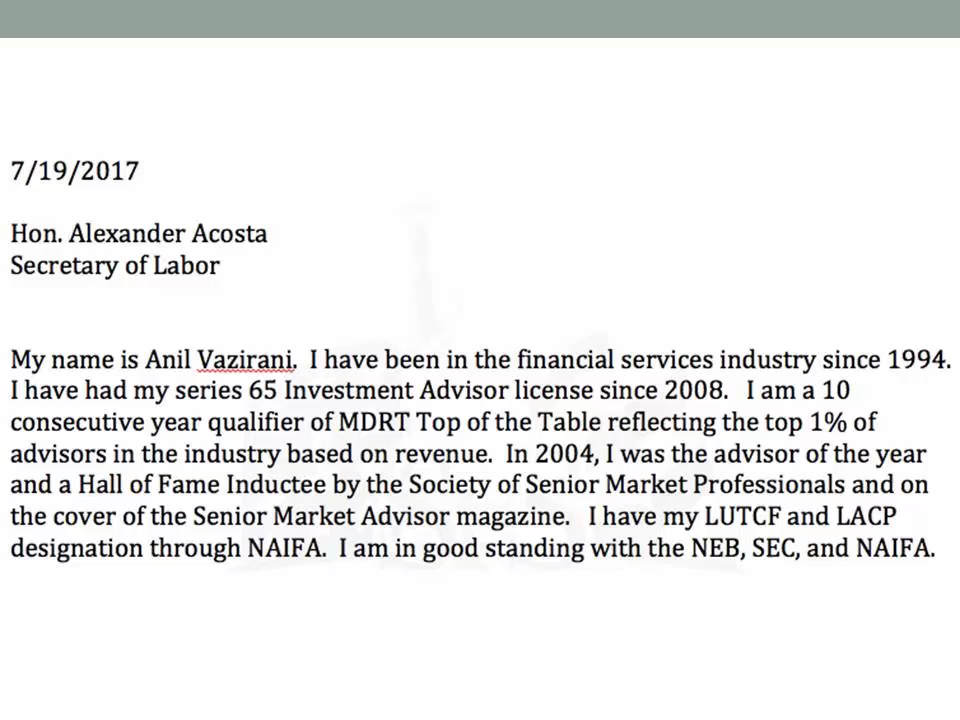 7/19/2017
Hon. Alexander Acosta
Secretary of Labor
My name is Anil Vazirani.  I have been in the financial services industry since 1994.
I have had my series 65 Investment Advisor license since 2008.   I am a 10
consecutive year qualifier of MDRT Top of the Table reflecting the top 1% of
advisors in the industry based on revenue.  In 2004, I was the advisor of the year
and a Hall of Fame Inductee by the Society of Senior Market Professionals and on
the cover of the Senior Market Advisor magazine.   I have my LUTCF and LACP
designation through NAIFA.  I am in good standing with the NEB, SEC, and NAIFA.